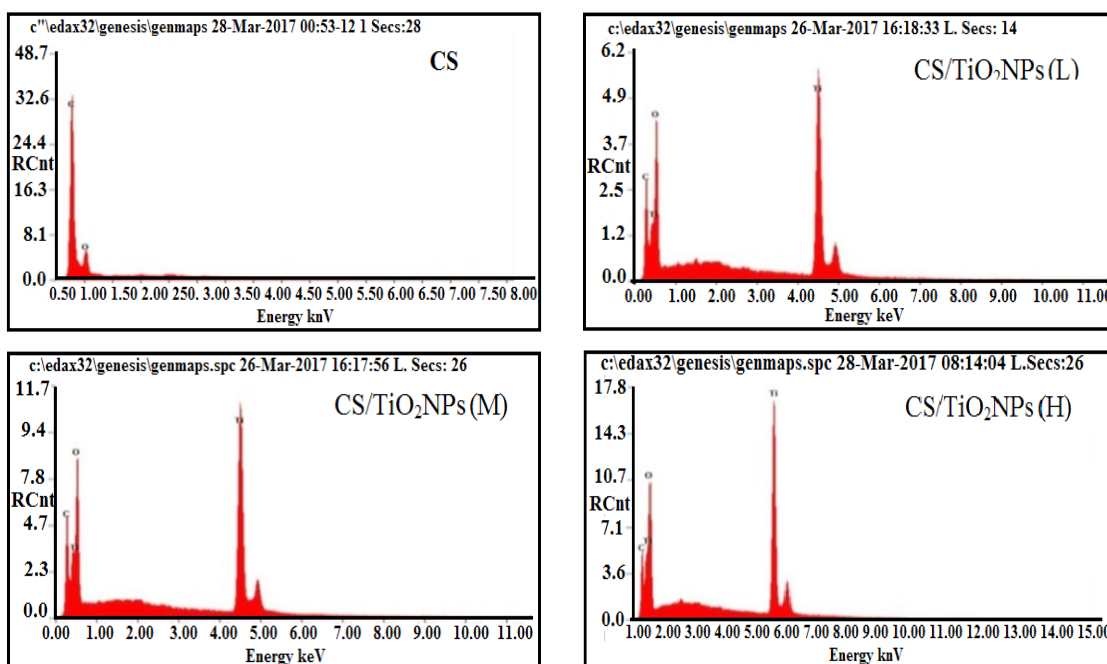 c"\edax32\genesis\genmaps 28-Mar-2017 00:53-12 1 Secs:28
CS
48.7
32.6
24.4
RCnt
16.3
8.1
0.0
C
O
0.50 1.00 1.50 2.00 250. 3.00 3.50 4.00 4.50 5.00 5.50 6.00 6.50 7.00 7.50 8.00
Energy knV
c:\edax32\genesis\genmaps 26-Mar-2017 16:18:33 L. Secs: 14
CS/TiO2NPs (L)
6.2
4.9
3.7
RCnt
2.5
1.2
0.0
C
O
Ti
0.00 1.00 2.00 3.00 4.00 5.00 6.00 7.00 8.00 9.00 10.00 11.00
Energy keV
c:\edax32\genesis\genmaps.spc 26-Mar-2017 16:17:56 L. Secs: 26
CS/TiO2NPs (M)
11.7
9.4
7.8
RCnt
4.7
2.3
0.0
C
O
Ti
0.00 1.00 2.00 3.00 4.00 5.00 6.00 7.00 8.00 9.00 10.00 11.00
Energy keV
c:\edax32\genesis\genmaps.spc 28-Mar-2017 08:14:04 L.Secs:26
CS/TiO2NPs (H)
17.8
14.3
10.7
RCnt
7.1
3.6
0.0
C
O
Ti
1.00 2.00 3.00 4.00 5.00 6.00 7.00 8.00 9.00 10.00 11.00 12.00 13.00 14.00 15.00
Energy knV